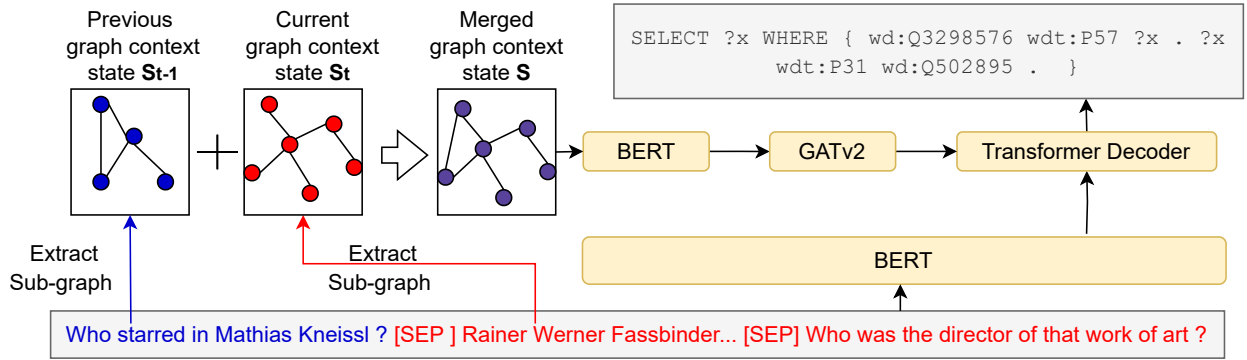 Previous
graph context
state St-1
Current
graph context
state St
Merged
graph context
state S
SELECT ?x WHERE { wd:Q3298576 wdt:P57 ?x . ?x
wdt:P31 wd:Q502895 . }
BERT
GATv2
Transformer Decoder
Extract
Sub-graph
Extract
Sub-graph
BERT
Who starred in Mathias Kneissl ? [SEP ] Rainer Werner Fassbinder... [SEP] Who was the director of that work of art ?